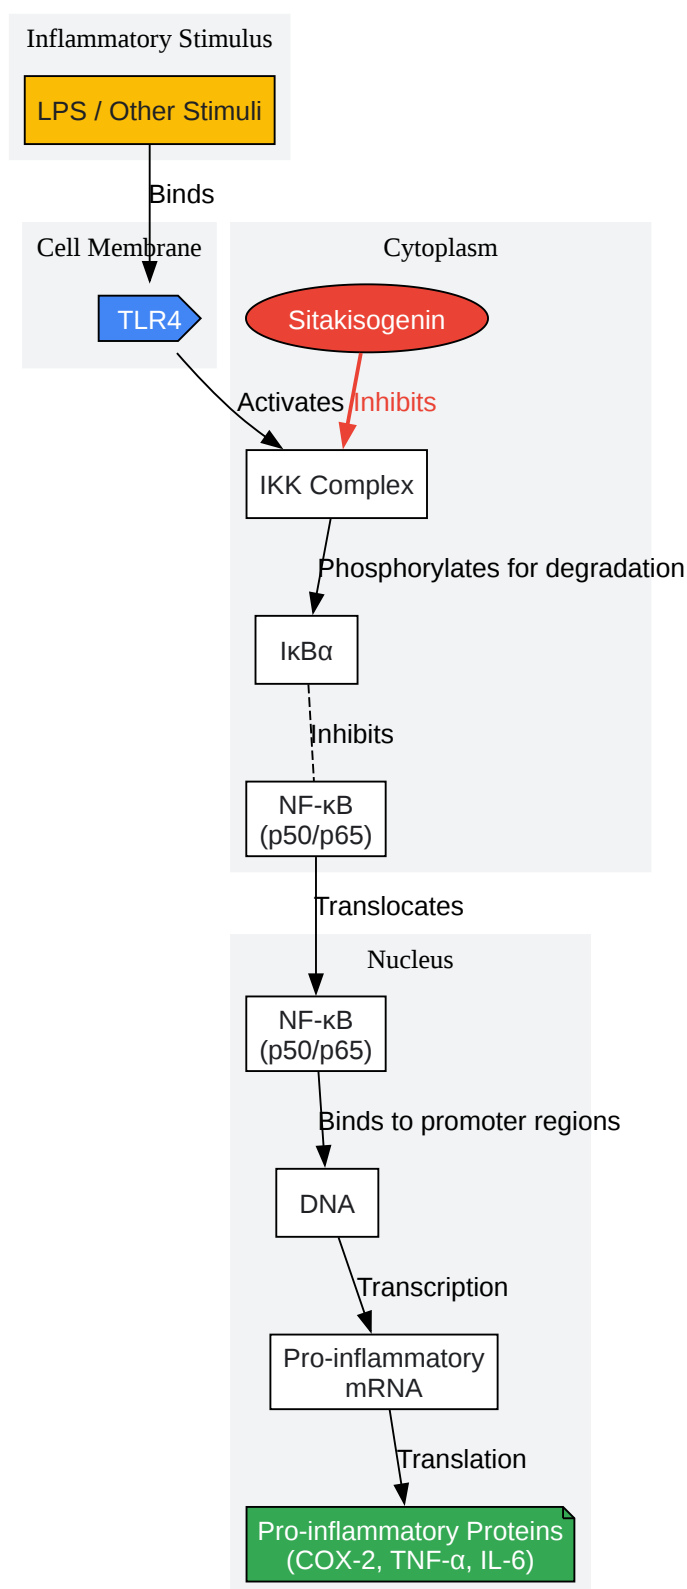 Inflammatory Stimulus
LPS / Other Stimuli
Binds
Cell Membrane
Cytoplasm
TLR4
Sitakisogenin
Activates
Inhibits
IKK Complex
Phosphorylates for degradation
IκBα
Inhibits
NF-κB
(p50/p65)
Translocates
Nucleus
NF-κB
(p50/p65)
Binds to promoter regions
DNA
Transcription
Pro-inflammatory
mRNA
Translation
Pro-inflammatory Proteins
(COX-2, TNF-α, IL-6)